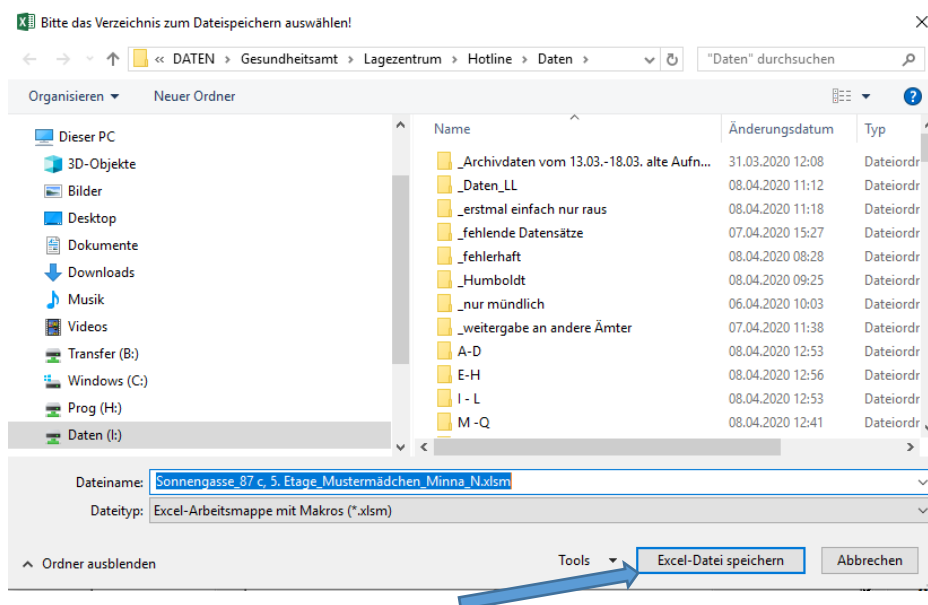 Bitte das Verzeichnis zum Dateispeichern auswählen!
« DATEN > Gesundheitsamt > Lagezentrum > Hotline > Daten >
"Daten" durchsuchen
Organisieren
Neuer Ordner
Dieser PC
3D-Objekte
Bilder
Desktop
Dokumente
Downloads
Musik
Videos
Transfer (B:)
Windows (C:)
Prog (H:)
Daten (I:)
Name Änderungsdatum Typ
_Archivdaten vom 13.03.-18.03. alte Aufn... 31.03.2020 12:08 Dateiordr
_Daten_LL 08.04.2020 11:12 Dateiordr
_erstmal einfach nur raus 08.04.2020 11:18 Dateiordr
_fehlende Datensätze 07.04.2020 15:27 Dateiordr
_fehlerhaft 08.04.2020 08:28 Dateiordr
_Humboldt 08.04.2020 09:25 Dateiordr
_nur mündlich 06.04.2020 10:03 Dateiordr
_weitergabe an andere Ämter 07.04.2020 11:38 Dateiordr
A-D 08.04.2020 12:53 Dateiordr
E-H 08.04.2020 12:56 Dateiordr
I - L 08.04.2020 12:53 Dateiordr
M -Q 08.04.2020 12:41 Dateiordr
Dateiname: Sonnengasse_87 c, 5. Etage_Mustermädchen_Minna_N.xlsm
Dateityp: Excel-Arbeitsmappe mit Makros (*.xlsm)
Ordner ausblenden
Tools
Excel-Datei speichern
Abbrechen